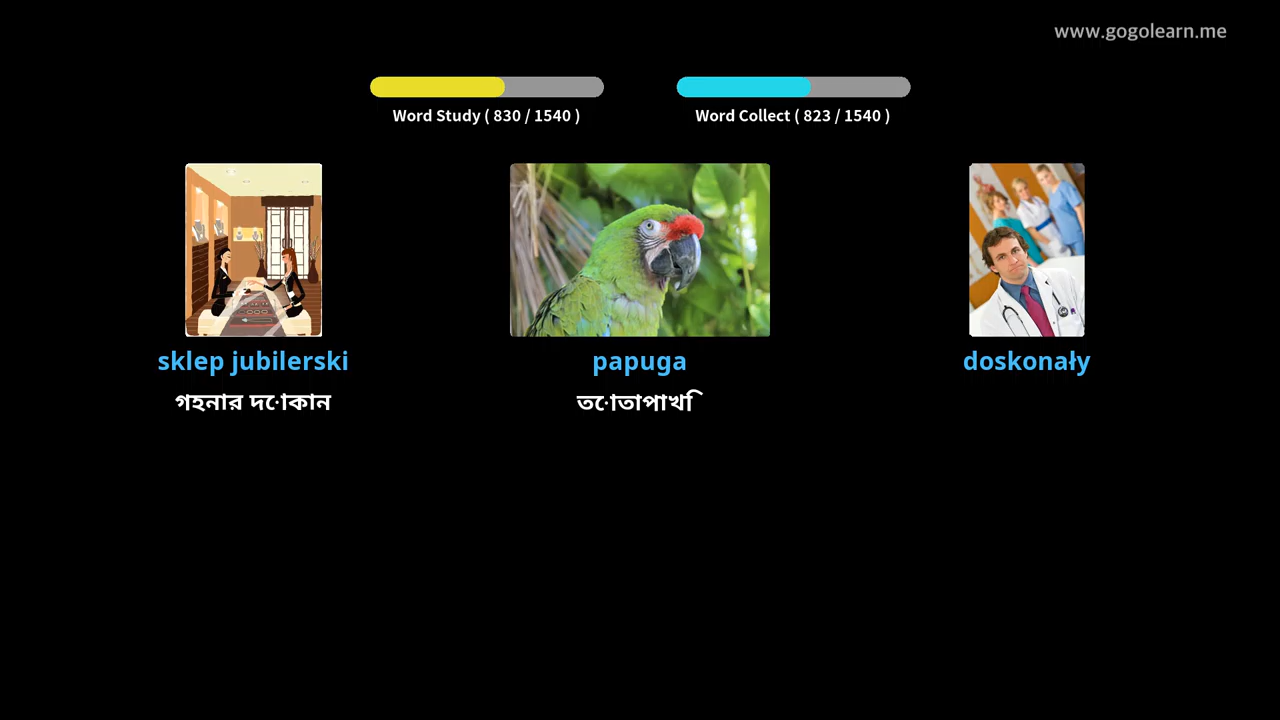 www.gogolearn.me
Word Study ( 830 / 1540 )
Word Collect ( 823 / 1540 )
sklep jubilerski
papuga
doskonały
গহনার দোকান
তোতাপাখি